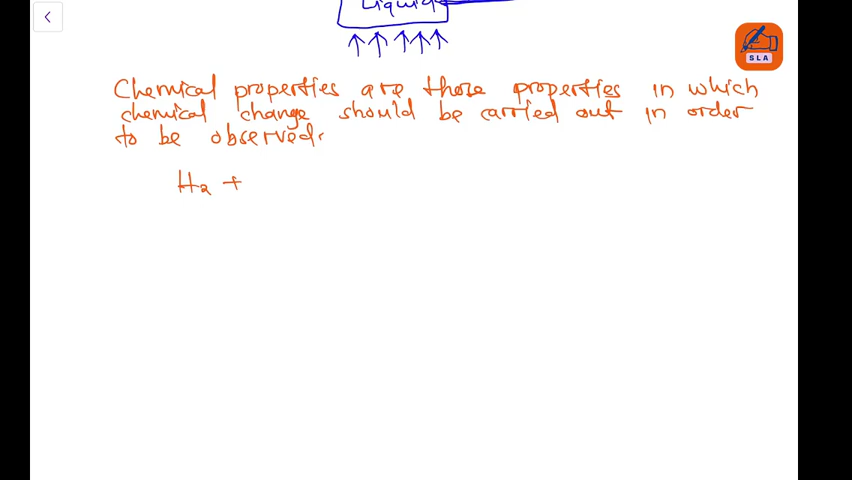 Liquid
SLA
Chemical properties are those properties in which
chemical change should be carried out in order
to be observed.
H₂ +